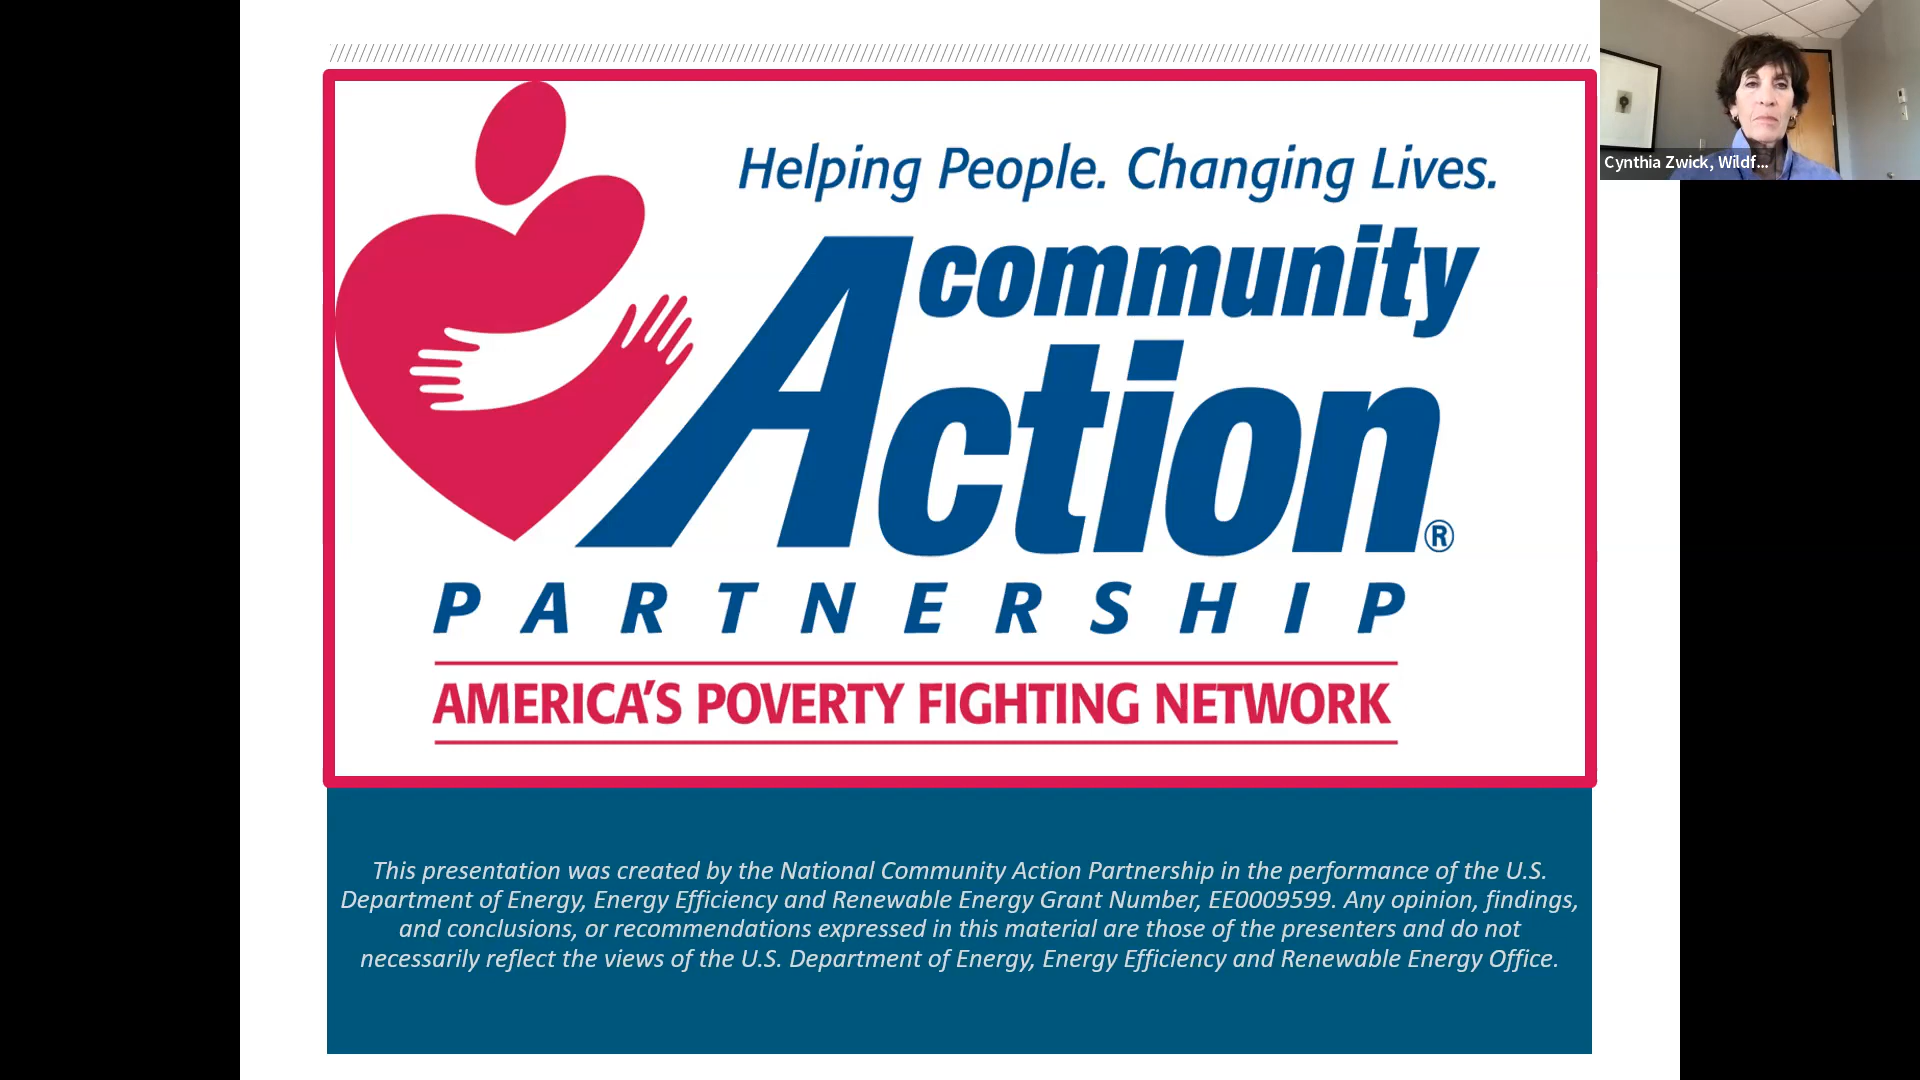 Helping People. Changing Lives.
community
Action®
PARTNERSHIP
AMERICA'S POVERTY FIGHTING NETWORK
This presentation was created by the National Community Action Partnership in the performance of the U.S.
Department of Energy, Energy Efficiency and Renewable Energy Grant Number, EE0009599. Any opinion, findings,
and conclusions, or recommendations expressed in this material are those of the presenters and do not
necessarily reflect the views of the U.S. Department of Energy, Energy Efficiency and Renewable Energy Office.
Cynthia Zwick, Wildf...